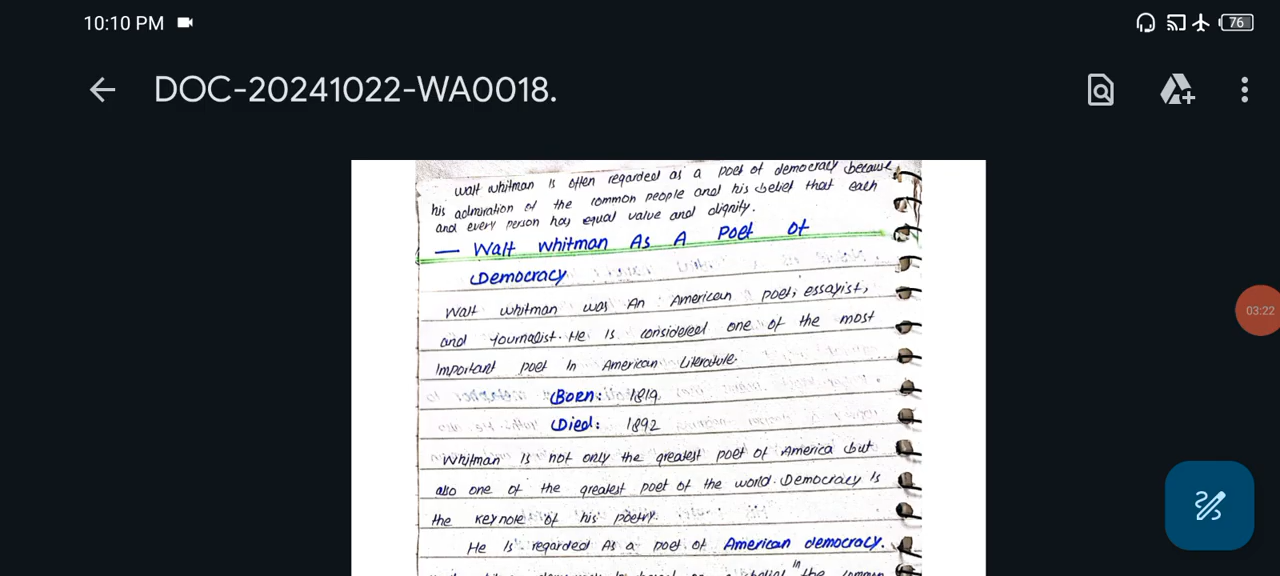 10:10 PM
76
DOC-20241022-WA0018.
walt whitman is often regarded as a poet of democracy because
his admiration of the common people and his belief that each
and every person has equal value and dignity.
— Walt Whitman As A Poet of
Democracy
Walt whitman was An American poet, essayist,
and journalist. He is considered one of the most
important poet in American Literature.
Born: 1819
Died: 1892
Whitman is not only the greatest poet of America but
also one of the greatest poet of the world. Democracy is
the keynote of his poetry.
He is regarded As a poet of American democracy.
in the common
03:22